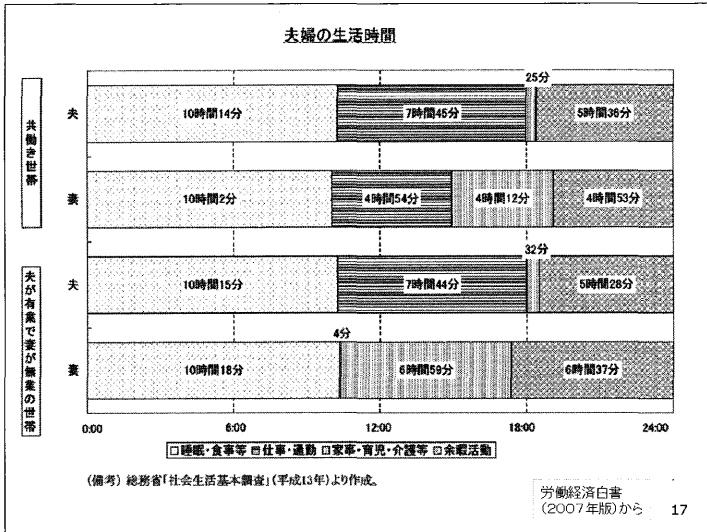 夫婦の生活時間
共働き世帯
夫
10時間14分
7時間45分
25分
5時間36分
妻
10時間2分
4時間54分
4時間12分
4時間53分
夫が有業で妻が無業の世帯
夫
10時間15分
7時間44分
32分
5時間28分
妻
10時間18分
4分
6時間59分
6時間37分
0:00 6:00 12:00 18:00 24:00
睡眠・食事等 仕事・通勤 家事・育児・介護等 余暇活動
(備考) 総務省「社会生活基本調査」(平成13年)より作成。
労働経済白書
(2007年版)から
17